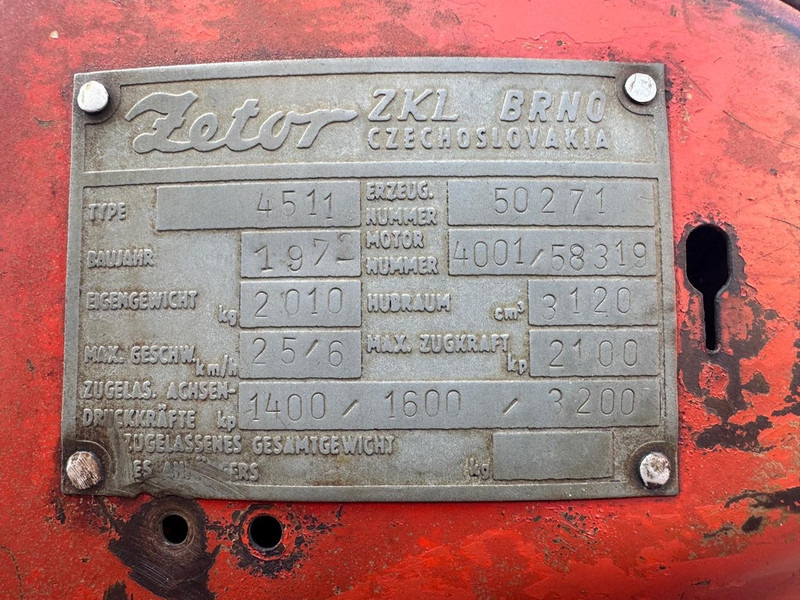 Zetor ZKL BRNO
CZECHOSLOVAKIA
TYPE 4511 ERZEUG. NUMMER 50271
BAUJAHR MOTOR NUMMER 4001/58319
EIGENGEWICHT kg 2010 HUBRAUM cm³ 3120
MAX. GESCHW. km/h 25/6 MAX. ZUGKRAFT kp 2100
ZUGELAS. ACHSEN-
DRUCKKRÄFTE kp 1400 / 1600 / 3200
ZUGELASSENES GESAMTGEWICHT
kg